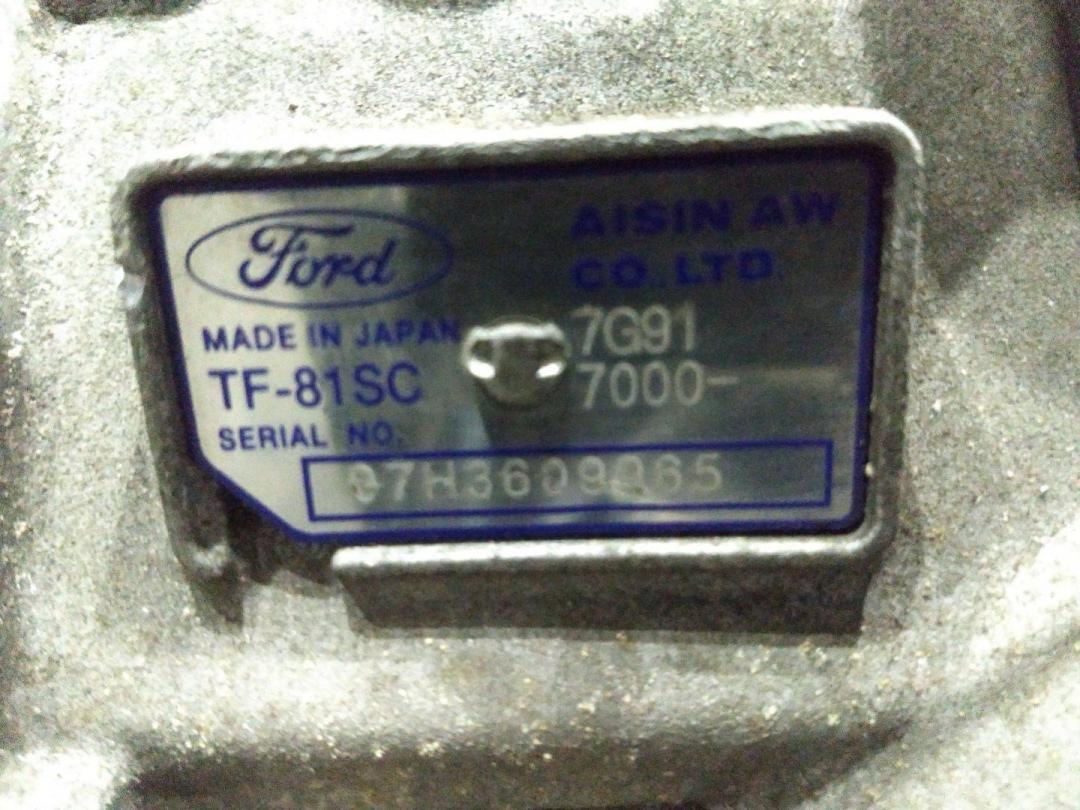 Ford
AISIN AW
CO.,LTD
MADE IN JAPAN
7G91
TF-81SC
7000-
SERIAL NO.